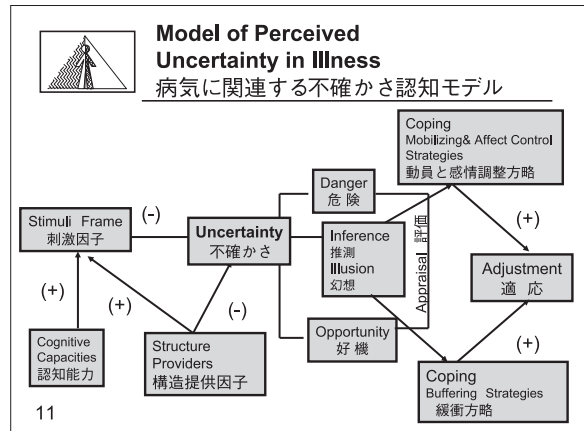 Model of Perceived
Uncertainty in Illness
病気に関連する不確かさ認知モデル
Coping
Mobilizing& Affect Control
Strategies
動員と感情調整方略
Danger
危 険
(-)
(+)
Stimuli Frame
刺激因子
Uncertainty
不確かさ
Inference
推測
Illusion
幻想
Appraisal 評価
Adjustment
適 応
(+)
(+)
(-)
Opportunity
好 機
(+)
Cognitive
Capacities
認知能力
Structure
Providers
構造提供因子
Coping
Buffering Strategies
緩衝方略
11